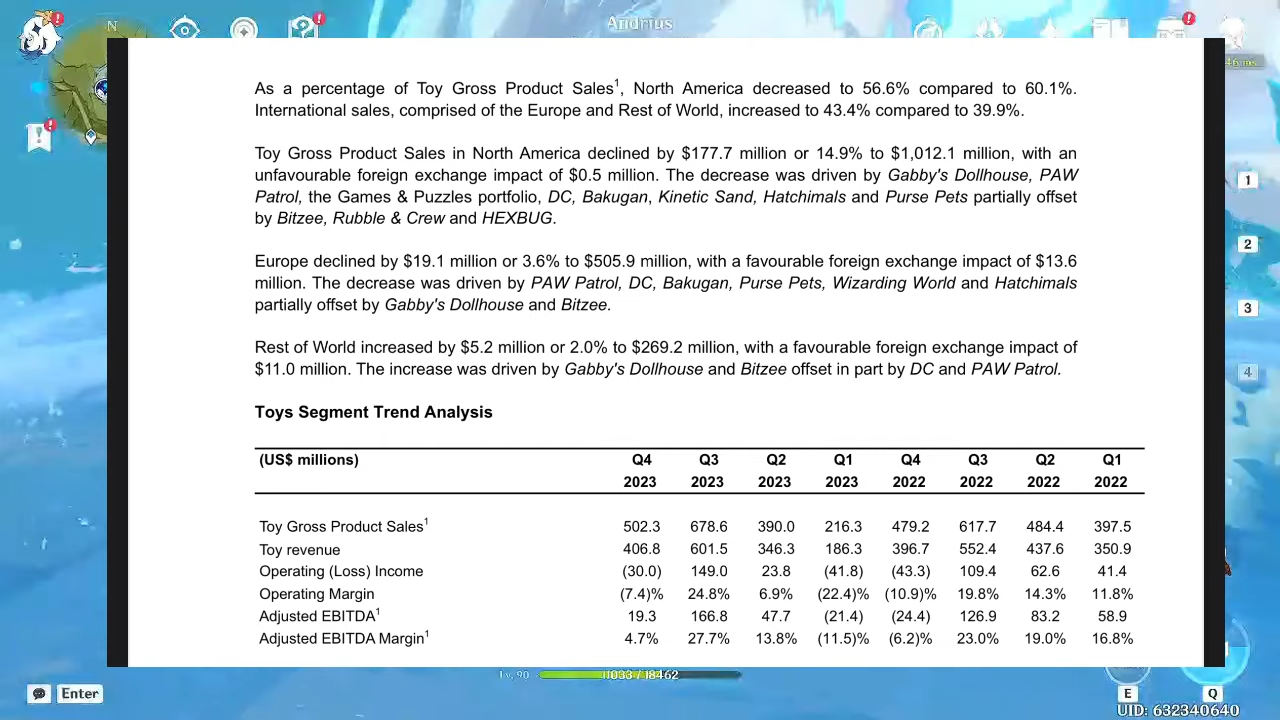 N
Andrius
46 ms
As a percentage of Toy Gross Product Sales1, North America decreased to 56.6% compared to 60.1%.
International sales, comprised of the Europe and Rest of World, increased to 43.4% compared to 39.9%.
Toy Gross Product Sales in North America declined by $177.7 million or 14.9% to $1,012.1 million, with an
unfavourable foreign exchange impact of $0.5 million. The decrease was driven by Gabby's Dollhouse, PAW
Patrol, the Games & Puzzles portfolio, DC, Bakugan, Kinetic Sand, Hatchimals and Purse Pets partially offset
by Bitzee, Rubble & Crew and HEXBUG.
Europe declined by $19.1 million or 3.6% to $505.9 million, with a favourable foreign exchange impact of $13.6
million. The decrease was driven by PAW Patrol, DC, Bakugan, Purse Pets, Wizarding World and Hatchimals
partially offset by Gabby's Dollhouse and Bitzee.
Rest of World increased by $5.2 million or 2.0% to $269.2 million, with a favourable foreign exchange impact of
$11.0 million. The increase was driven by Gabby's Dollhouse and Bitzee offset in part by DC and PAW Patrol.
Toys Segment Trend Analysis
(US$ millions) Q4 Q3 Q2 Q1 Q4 Q3 Q2 Q1
2023 2023 2023 2023 2022 2022 2022 2022
Toy Gross Product Sales1 502.3 678.6 390.0 216.3 479.2 617.7 484.4 397.5
Toy revenue 406.8 601.5 346.3 186.3 396.7 552.4 437.6 350.9
Operating (Loss) Income (30.0) 149.0 23.8 (41.8) (43.3) 109.4 62.6 41.4
Operating Margin (7.4)% 24.8% 6.9% (22.4)% (10.9)% 19.8% 14.3% 11.8%
Adjusted EBITDA1 19.3 166.8 47.7 (21.4) (24.4) 126.9 83.2 58.9
Adjusted EBITDA Margin1 4.7% 27.7% 13.8% (11.5)% (6.2)% 23.0% 19.0% 16.8%
1
2
3
4
Lv. 90
Enter
E
Q
UID: 632340640